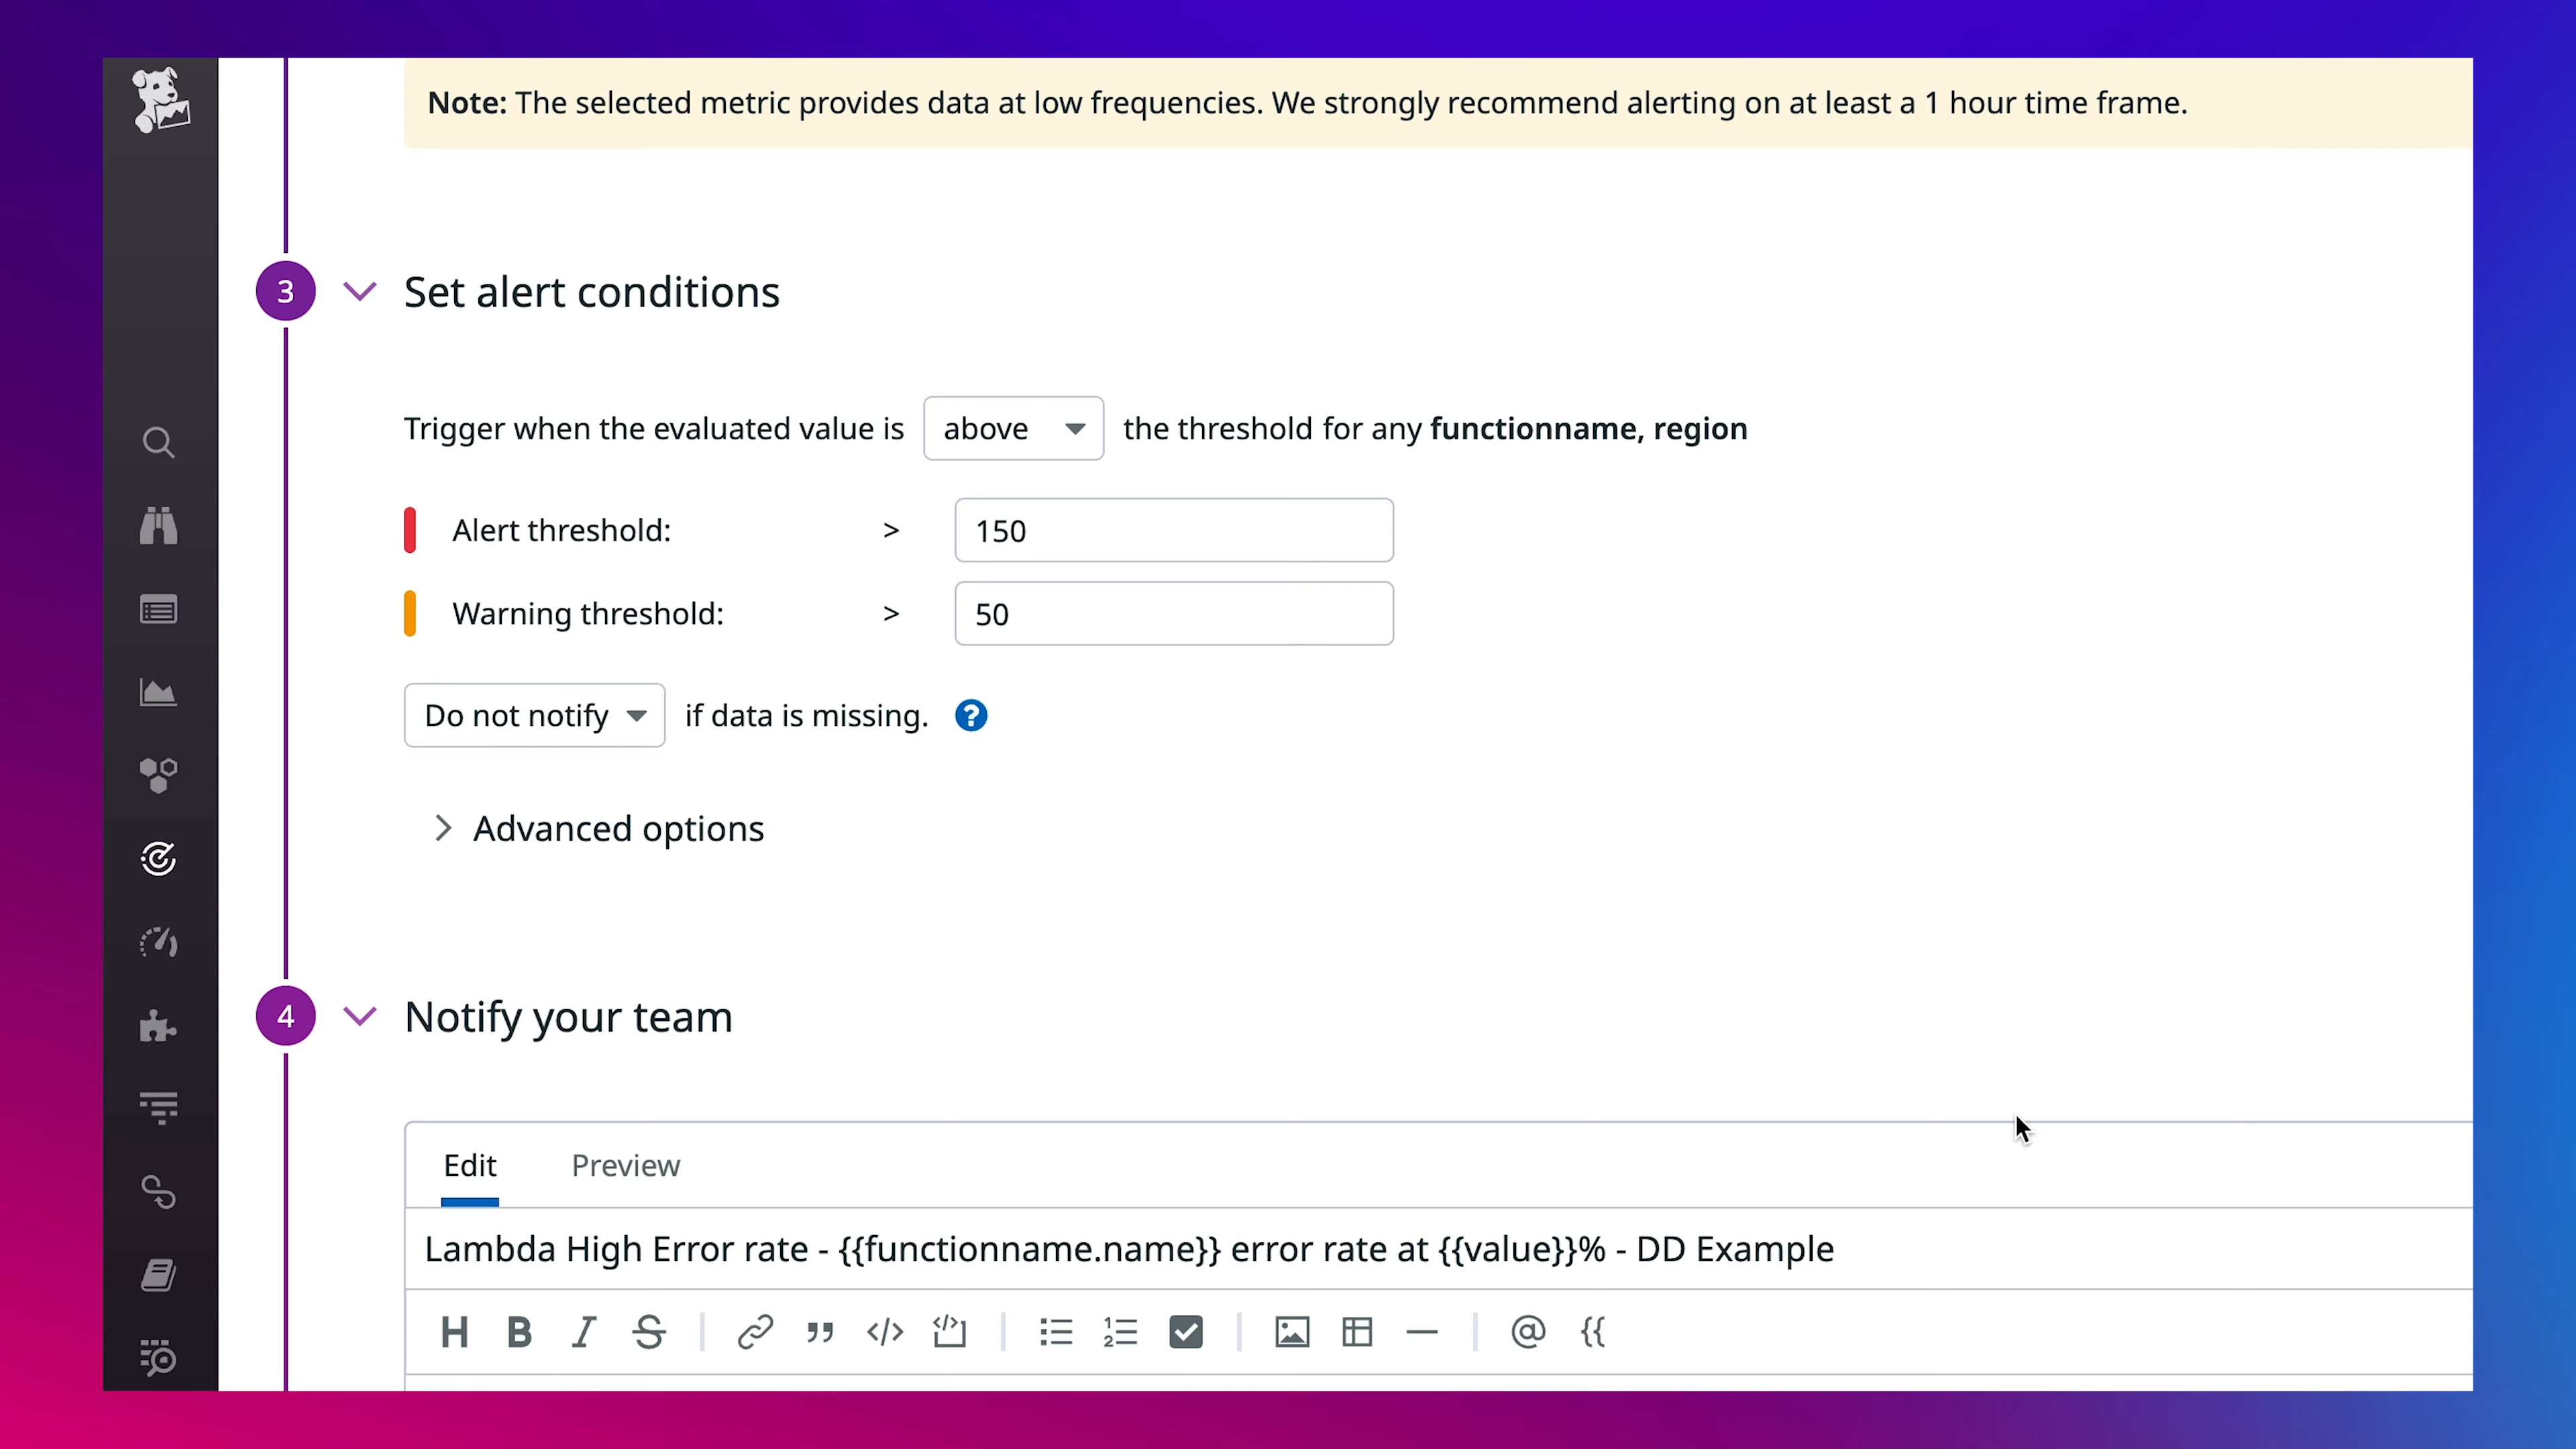 Note: The selected metric provides data at low frequencies. We strongly recommend alerting on at least a 1 hour time frame.
3 Set alert conditions
Trigger when the evaluated value is above the threshold for any functionname, region
Alert threshold: > 150
Warning threshold: > 50
Do not notify if data is missing. ?
Advanced options
4 Notify your team
Edit Preview
Lambda High Error rate - {{functionname.name}} error rate at {{value}}% - DD Example
H B I S </> @ {{